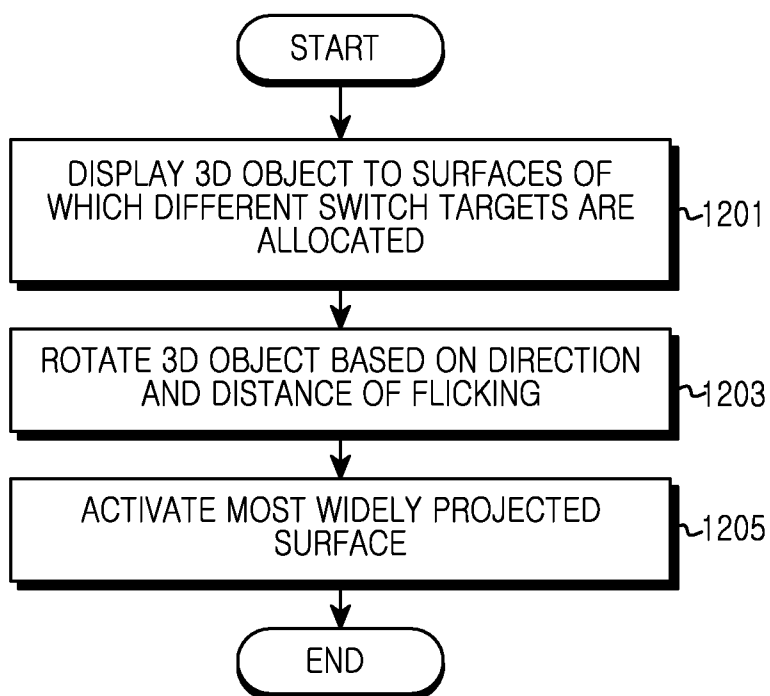 START
DISPLAY 3D OBJECT TO SURFACES OF
WHICH DIFFERENT SWITCH TARGETS ARE
ALLOCATED
1201
ROTATE 3D OBJECT BASED ON DIRECTION
AND DISTANCE OF FLICKING
1203
ACTIVATE MOST WIDELY PROJECTED
SURFACE
1205
END